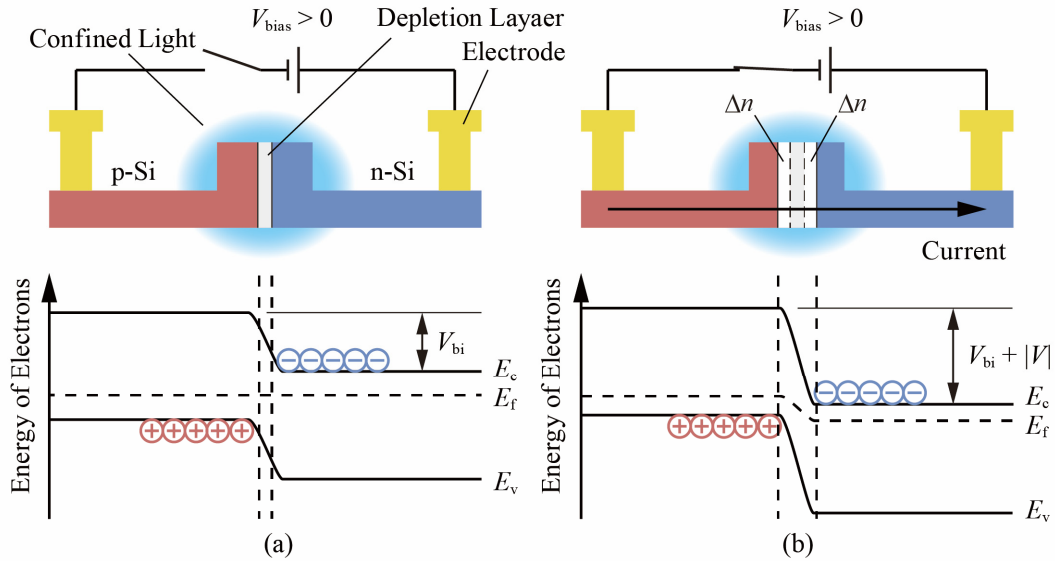 V_bias > 0
Depletion Layaer
Confined Light
Electrode
p-Si
n-Si
Energy of Electrons
V_bi
E_c
E_f
E_v
(a)
V_bias > 0
Δn
Δn
Current
Energy of Electrons
V_bi + |V|
E_c
E_f
E_v
(b)